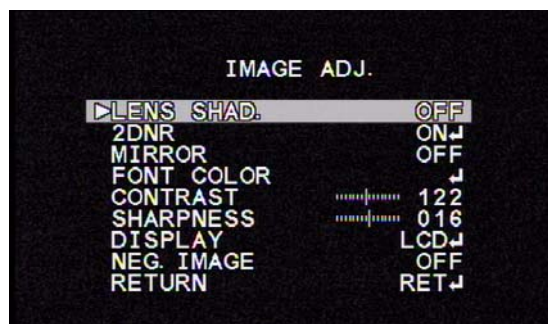 IMAGE ADJ.
▷LENS SHAD. OFF
2DNR ON↲
MIRROR OFF
FONT COLOR ↲
CONTRAST 122
SHARPNESS 016
DISPLAY LCD↲
NEG. IMAGE OFF
RETURN RET↲